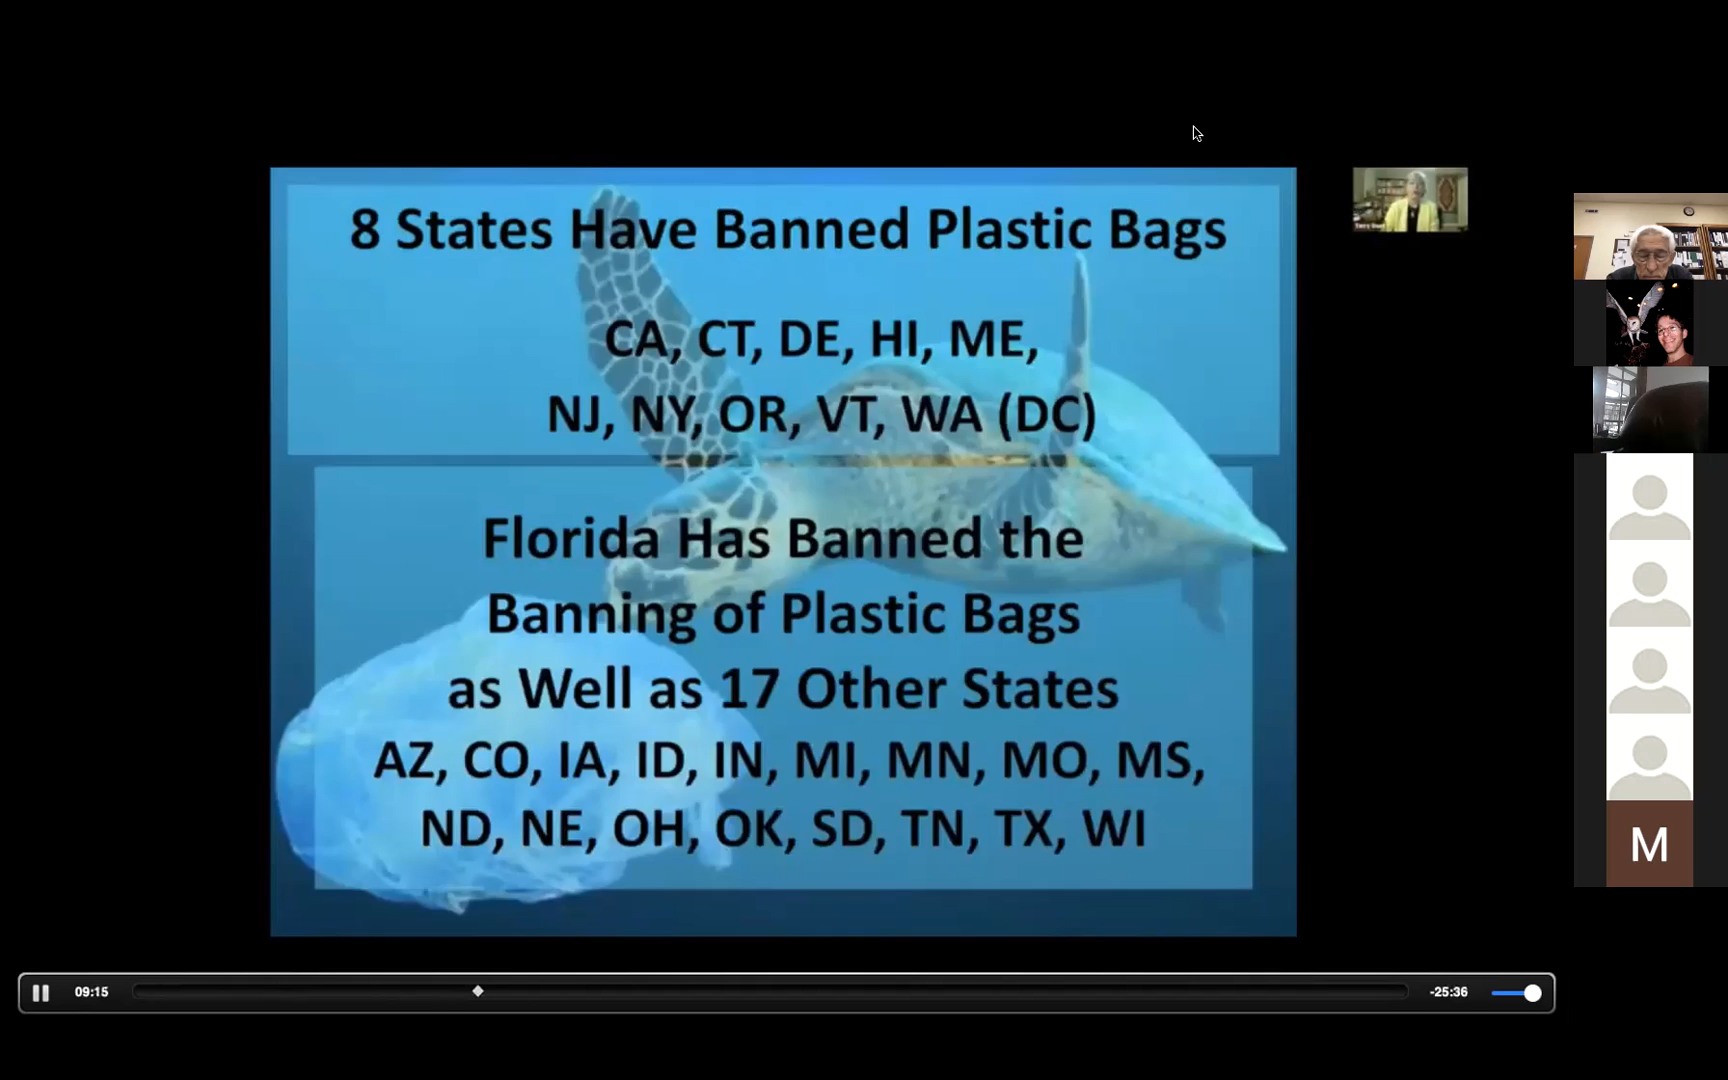 8 States Have Banned Plastic Bags
CA, CT, DE, HI, ME,
NJ, NY, OR, VT, WA (DC)
Florida Has Banned the
Banning of Plastic Bags
as Well as 17 Other States
AZ, CO, IA, ID, IN, MI, MN, MO, MS,
ND, NE, OH, OK, SD, TN, TX, WI
M
09:15
-25:36